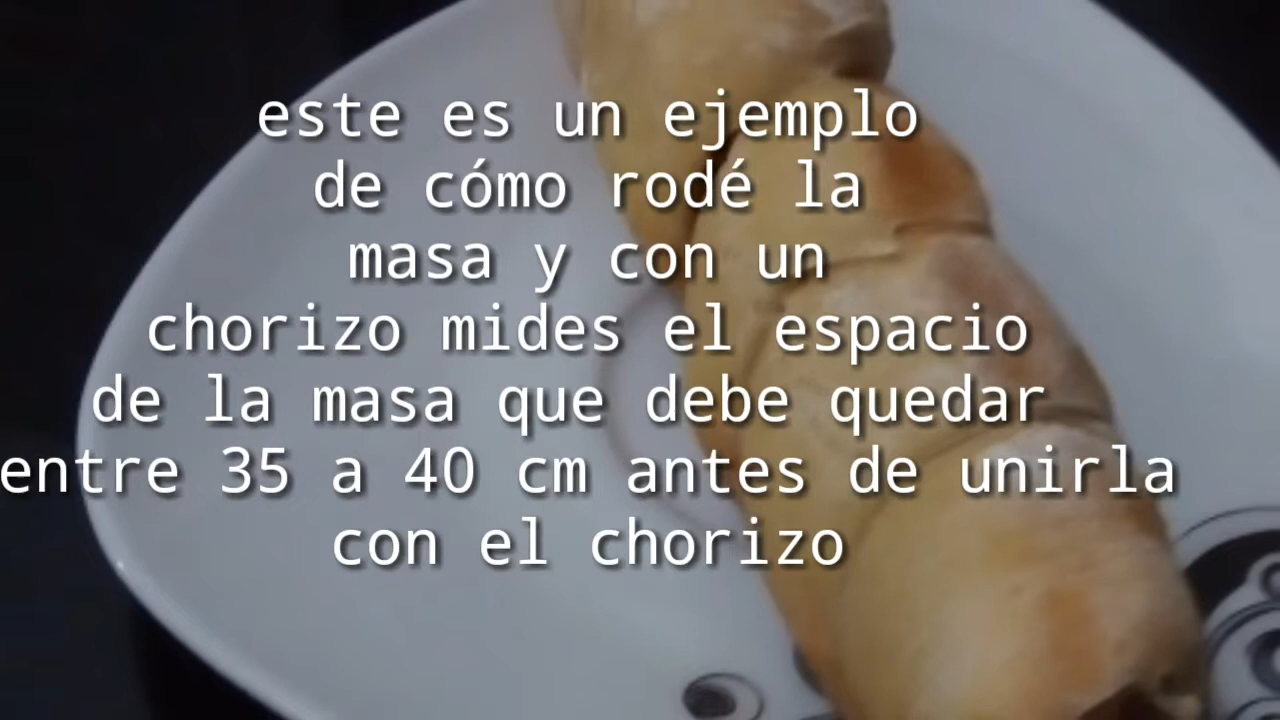 este es un ejemplo
de cómo rodé la
masa y con un
chorizo mides el espacio
de la masa que debe quedar
entre 35 a 40 cm antes de unirla
con el chorizo